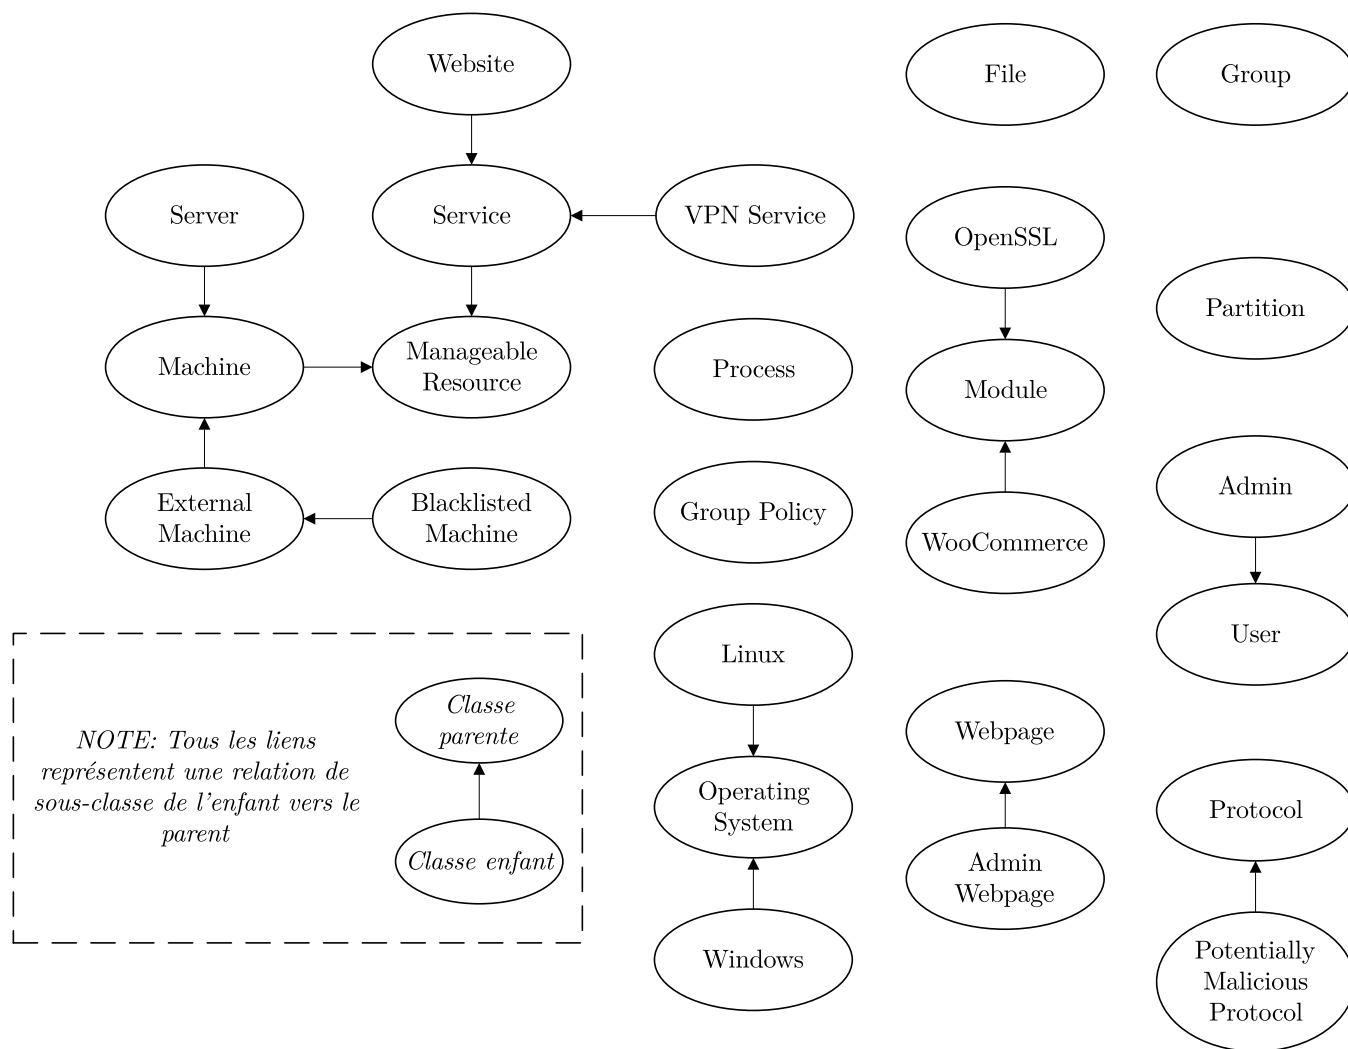 Website
File
Group
Server
Service
VPN Service
OpenSSL
Partition
Machine
Manageable
Resource
Process
Module
External
Machine
Blacklisted
Machine
Group Policy
WooCommerce
Admin
User
Linux
NOTE: Tous les liens
représentent une relation de
sous-classe de l'enfant vers le
parent
Classe
parente
Classe enfant
Operating
System
Windows
Webpage
Admin
Webpage
Protocol
Potentially
Malicious
Protocol